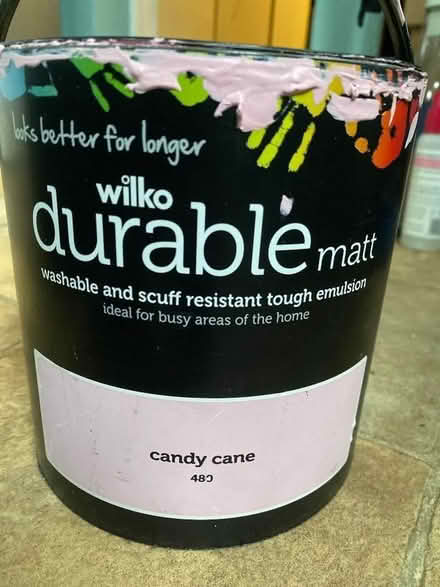 looks better for longer
wilko
durable matt
washable and scuff resistant tough emulsion
ideal for busy areas of the home
candy cane
480